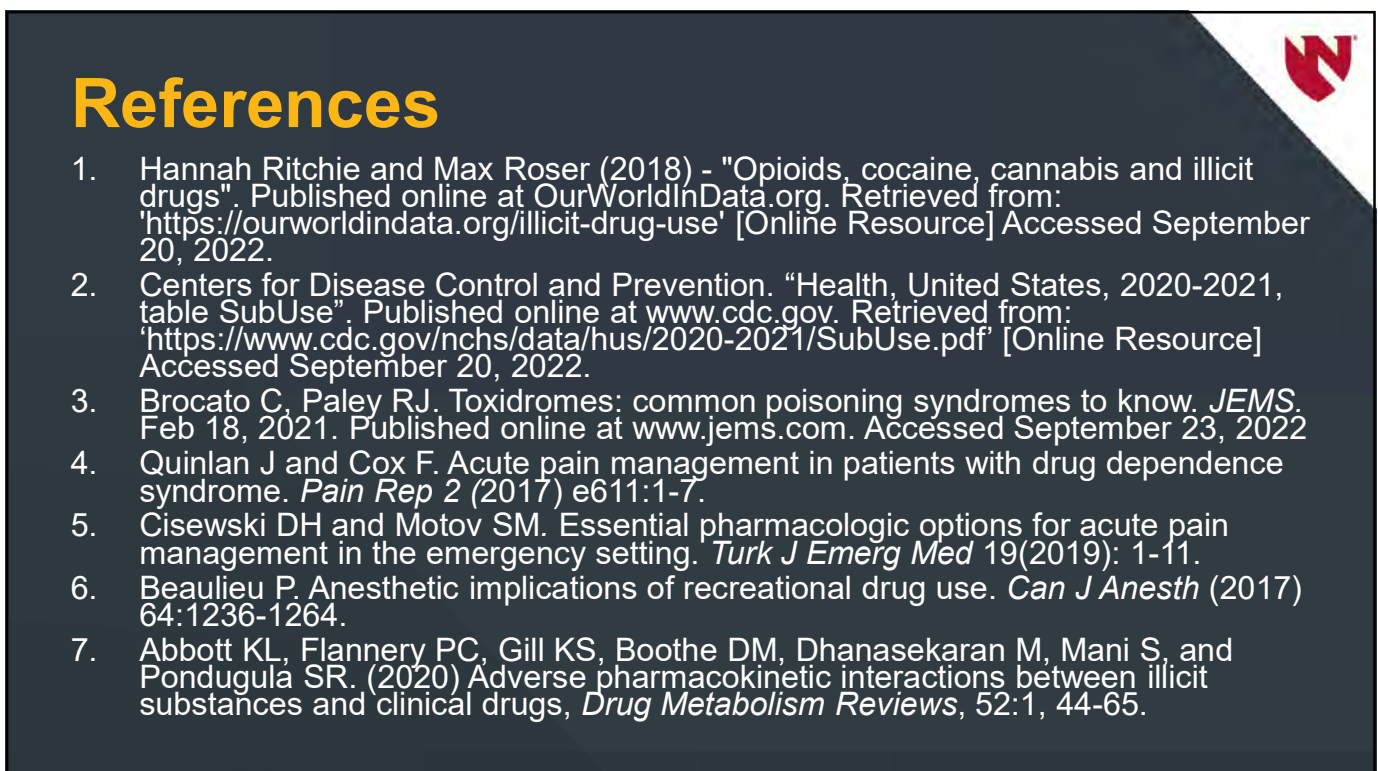 References
1. Hannah Ritchie and Max Roser (2018) - "Opioids, cocaine, cannabis and illicit
drugs". Published online at OurWorldInData.org. Retrieved from:
'https://ourworldindata.org/illicit-drug-use' [Online Resource] Accessed September
20, 2022.
2. Centers for Disease Control and Prevention. “Health, United States, 2020-2021,
table SubUse”. Published online at www.cdc.gov. Retrieved from:
‘https://www.cdc.gov/nchs/data/hus/2020-2021/SubUse.pdf’ [Online Resource]
Accessed September 20, 2022.
3. Brocato C, Paley RJ. Toxidromes: common poisoning syndromes to know. JEMS.
Feb 18, 2021. Published online at www.jems.com. Accessed September 23, 2022
4. Quinlan J and Cox F. Acute pain management in patients with drug dependence
syndrome. Pain Rep 2 (2017) e611:1-7.
5. Cisewski DH and Motov SM. Essential pharmacologic options for acute pain
management in the emergency setting. Turk J Emerg Med 19(2019): 1-11.
6. Beaulieu P. Anesthetic implications of recreational drug use. Can J Anesth (2017)
64:1236-1264.
7. Abbott KL, Flannery PC, Gill KS, Boothe DM, Dhanasekaran M, Mani S, and
Pondugula SR. (2020) Adverse pharmacokinetic interactions between illicit
substances and clinical drugs, Drug Metabolism Reviews, 52:1, 44-65.
N